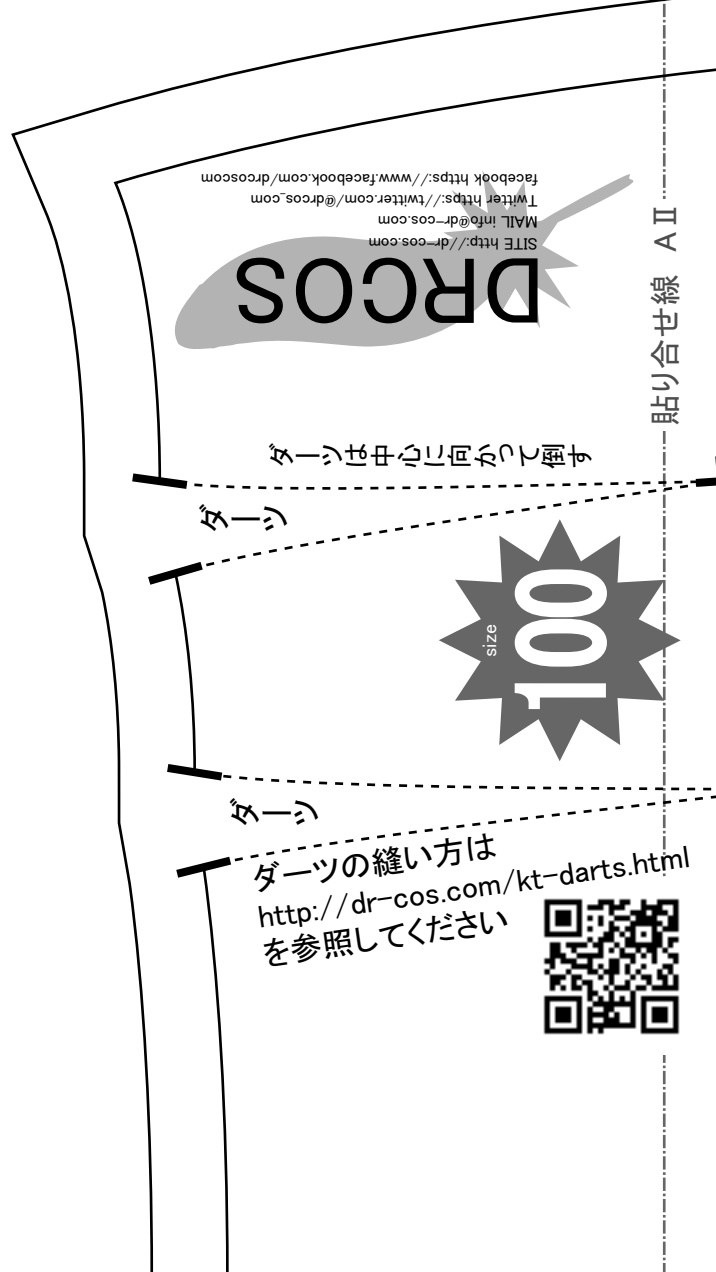 facebook https://www.facebook.com/drcoscom
Twitter https://twitter.com/@drcos_com
MAIL info@dr-cos.com
SITE http://dr-cos.com
DRCOS
貼り合せ線 AⅡ
ダーツは中心に向かって倒す
ダーツ
size
100
ダーツ
ダーツの縫い方は
http://dr-cos.com/kt-darts.html
を参照してください